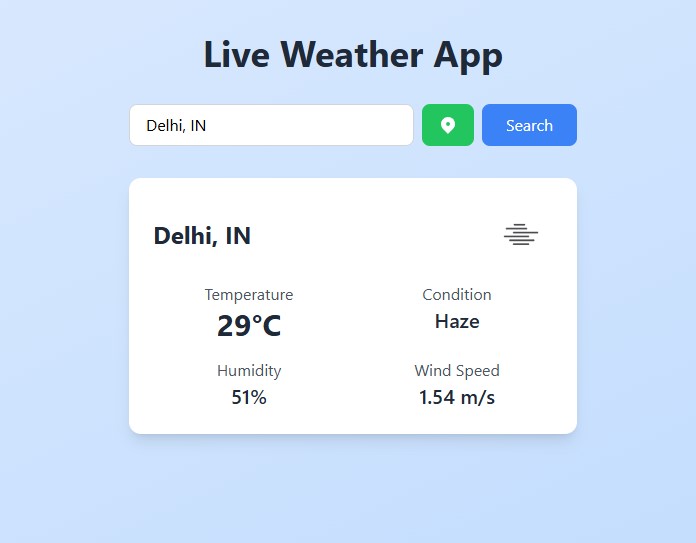 Live Weather App
Delhi, IN
Search
Delhi, IN
Temperature
Condition
29°C
Haze
Humidity
Wind Speed
51%
1.54 m/s